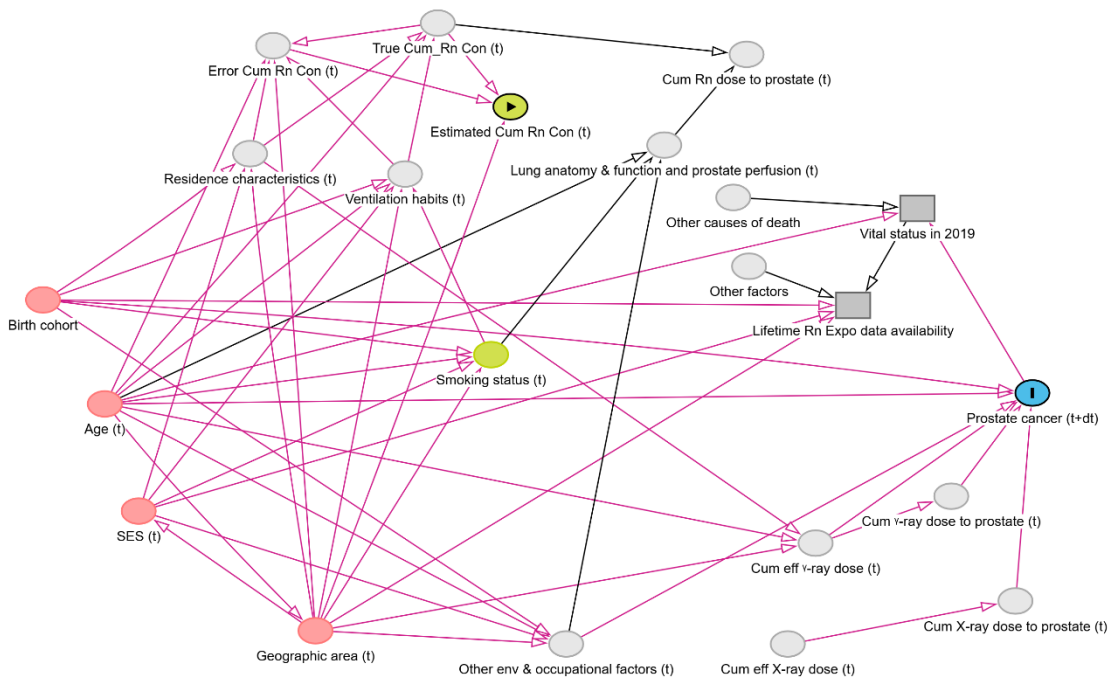 True Cum_Rn Con (t)
Error Cum Rn Con (t)
Cum Rn dose to prostate (t)
Estimated Cum Rn Con (t)
Residence characteristics (t)
Lung anatomy & function and prostate perfusion (t)
Ventilation habits (t)
Other causes of death
Vital status in 2019
Other factors
Birth cohort
Lifetime Rn Expo data availability
Smoking status (t)
Age (t)
Prostate cancer (t+dt)
SES (t)
Cum γ-ray dose to prostate (t)
Cum eff γ-ray dose (t)
Cum X-ray dose to prostate (t)
Geographic area (t)
Other env & occupational factors (t)
Cum eff X-ray dose (t)